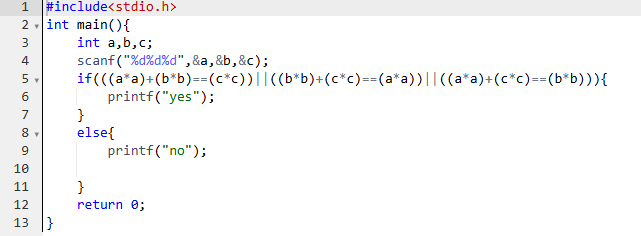 1 #include<stdio.h>
2 int main(){
3     int a,b,c;
4     scanf("%d%d%d",&a,&b,&c);
5     if(((a*a)+(b*b)==(c*c))||((b*b)+(c*c)==(a*a))||((a*a)+(c*c)==(b*b))){
6         printf("yes");
7     }
8     else{
9         printf("no");
10
11     }
12     return 0;
13 }